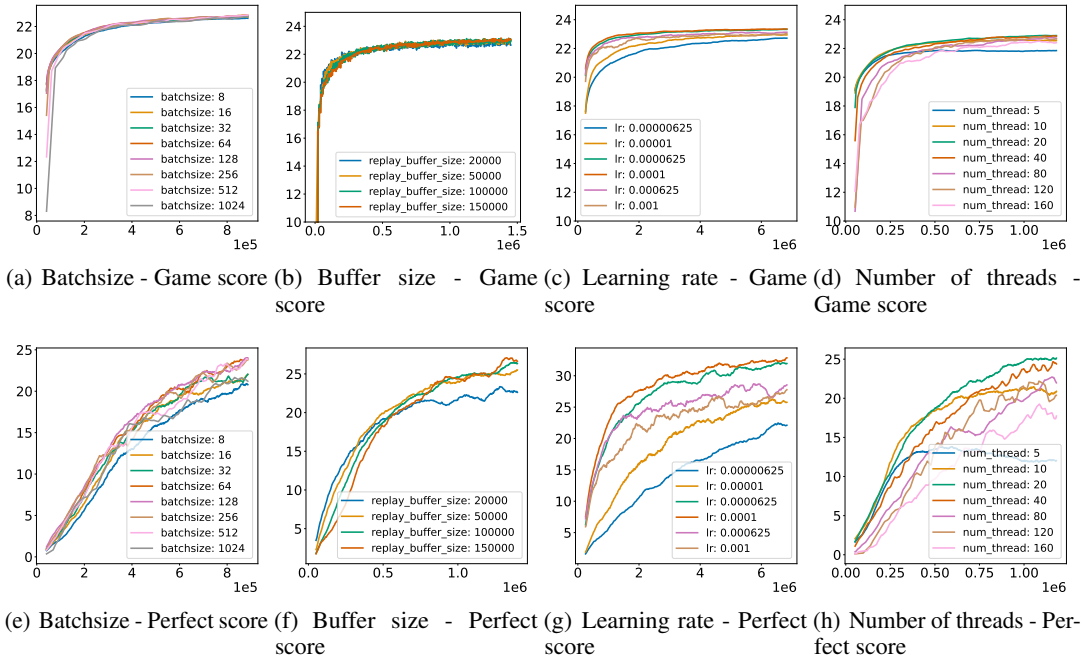 22
20
18
16
14
12
10
8
batchsize: 8
batchsize: 16
batchsize: 32
batchsize: 64
batchsize: 128
batchsize: 256
batchsize: 512
batchsize: 1024
0 2 4 6 8
1e5
24
22
20
18
16
14
12
10
replay_buffer_size: 20000
replay_buffer_size: 50000
replay_buffer_size: 100000
replay_buffer_size: 150000
0.0 0.5 1.0 1.5
1e6
24
22
20
18
16
14
12
10
lr: 0.00000625
lr: 0.00001
lr: 0.0000625
lr: 0.0001
lr: 0.000625
lr: 0.001
0 2 4 6
1e6
24
22
20
18
16
14
12
10
num_thread: 5
num_thread: 10
num_thread: 20
num_thread: 40
num_thread: 80
num_thread: 120
num_thread: 160
0.00 0.25 0.50 0.75 1.00
1e6
(a) Batchsize - Game score
(b) Buffer size - Game
score
(c) Learning rate - Game
score
(d) Number of threads -
Game score
25
20
15
10
5
0
batchsize: 8
batchsize: 16
batchsize: 32
batchsize: 64
batchsize: 128
batchsize: 256
batchsize: 512
batchsize: 1024
0 2 4 6 8
1e5
25
20
15
10
5
replay_buffer_size: 20000
replay_buffer_size: 50000
replay_buffer_size: 100000
replay_buffer_size: 150000
0.0 0.5 1.0
1e6
30
25
20
15
10
5
lr: 0.00000625
lr: 0.00001
lr: 0.0000625
lr: 0.0001
lr: 0.000625
lr: 0.001
0 2 4 6
1e6
25
20
15
10
5
0
num_thread: 5
num_thread: 10
num_thread: 20
num_thread: 40
num_thread: 80
num_thread: 120
num_thread: 160
0.00 0.25 0.50 0.75 1.00
1e6
(e) Batchsize - Perfect score
(f) Buffer size - Perfect
score
(g) Learning rate - Perfect
score
(h) Number of threads - Per-
fect score